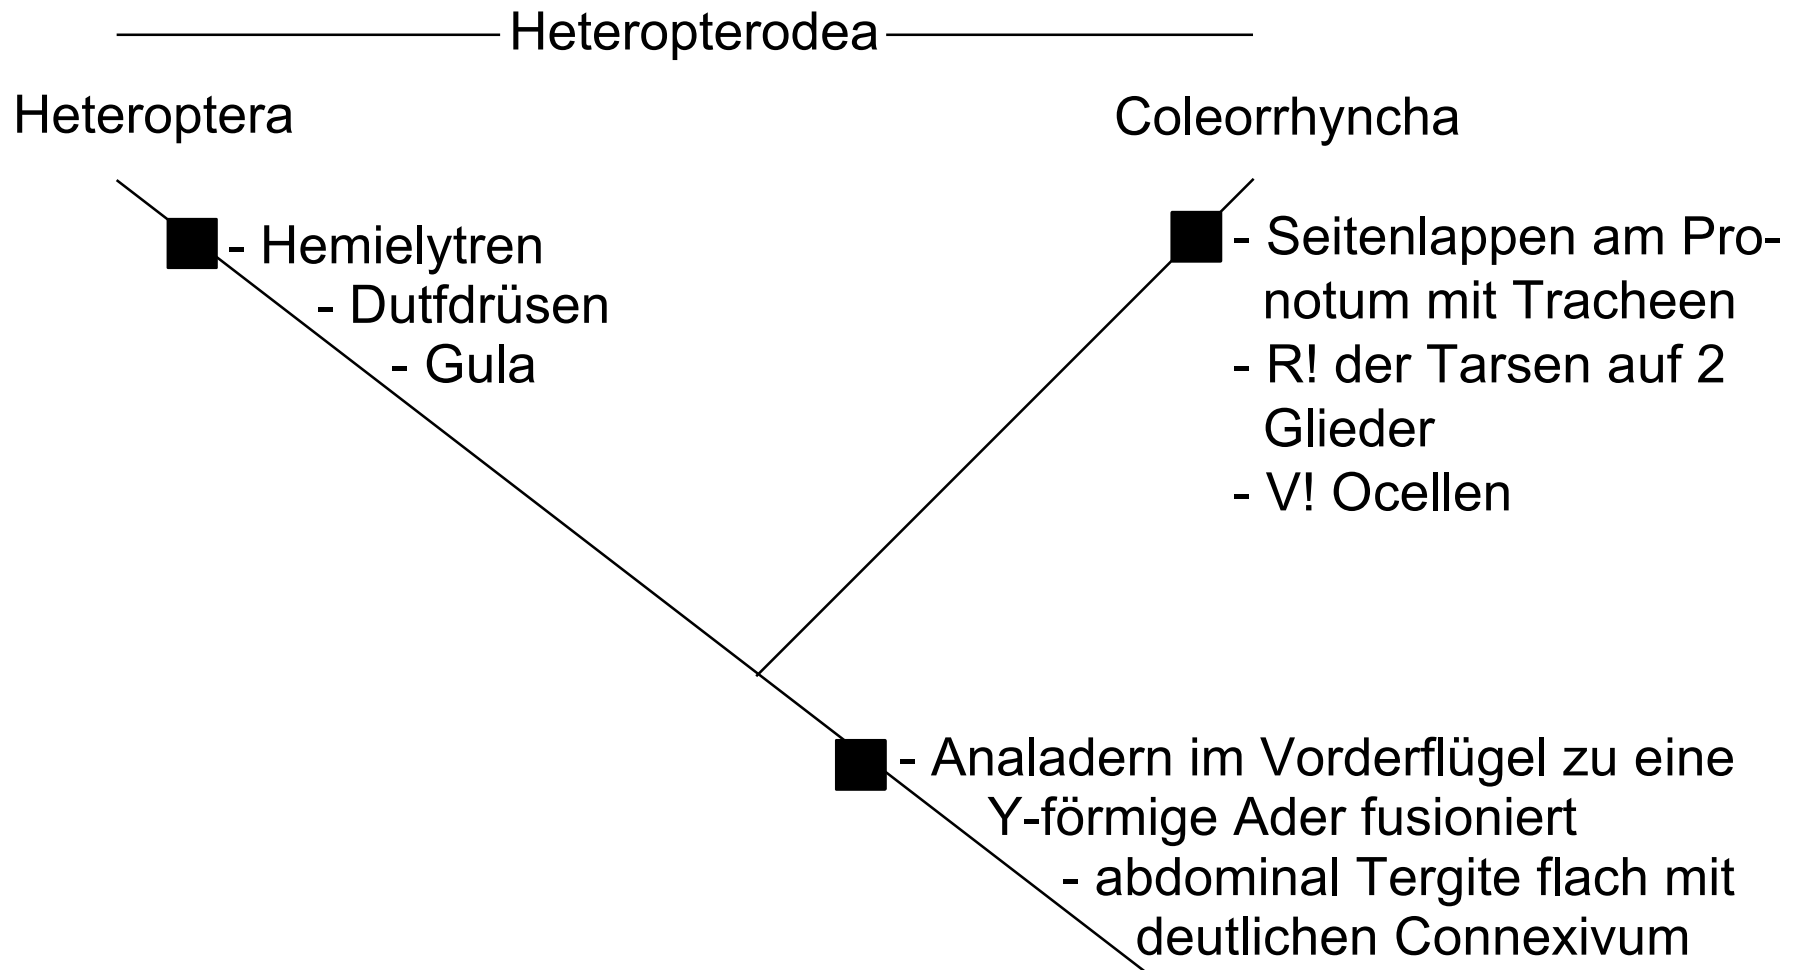 Heteropterodea
Heteroptera
Coleorrhyncha
- Hemielytren
- Dutfdrüsen
- Gula
- Seitenlappen am Pro-
notum mit Tracheen
- R! der Tarsen auf 2
Glieder
- V! Ocellen
- Analadern im Vorderflügel zu eine
Y-förmige Ader fusioniert
- abdominal Tergite flach mit
deutlichen Connexivum